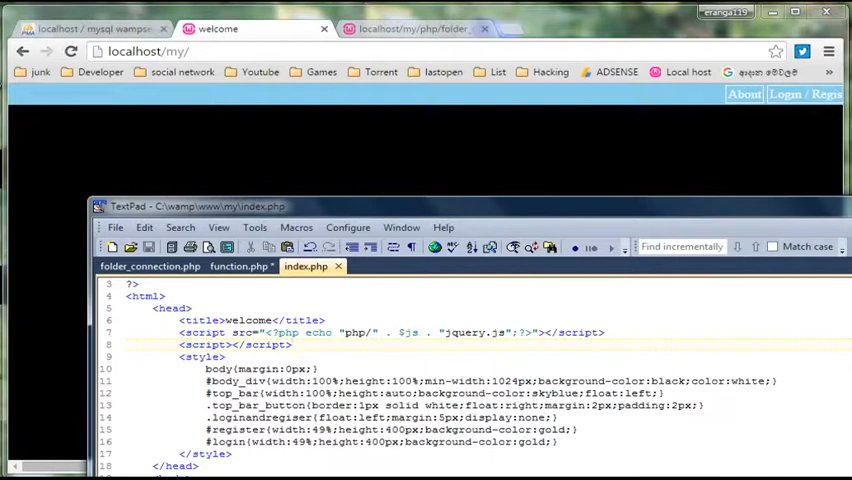 eranga119
localhost / mysql wampse
welcome
localhost/my/php/folder_
localhost/my/
junk Developer social network Youtube Games Torrent lastopen List Hacking ADSENSE Local host ආදාන මෙවලම් »
About Login / Regis
TextPad - C:\wamp\www\my\index.php
File Edit Search View Tools Macros Configure Window Help
Find incrementally Match case
folder_connection.php function.php * index.php
3 ?>
4 <html>
5 <head>
6 <title>welcome</title>
7 <script src="<?php echo "php/" . $js . "jquery.js";?>"></script>
8 <script></script>
9 <style>
10 body{margin:0px;}
11 #body_div{width:100%;height:100%;min-width:1024px;background-color:black;color:white;}
12 #top_bar{width:100%;height:auto;background-color:skyblue;float:left;}
13 .top_bar_button{border:1px solid white;float:right;margin:2px;padding:2px;}
14 .loginandregiser{float:left;margin:5px;display:none;}
15 #register{width:49%;height:400px;background-color:gold;}
16 #login{width:49%;height:400px;background-color:gold;}
17 </style>
18 </head>